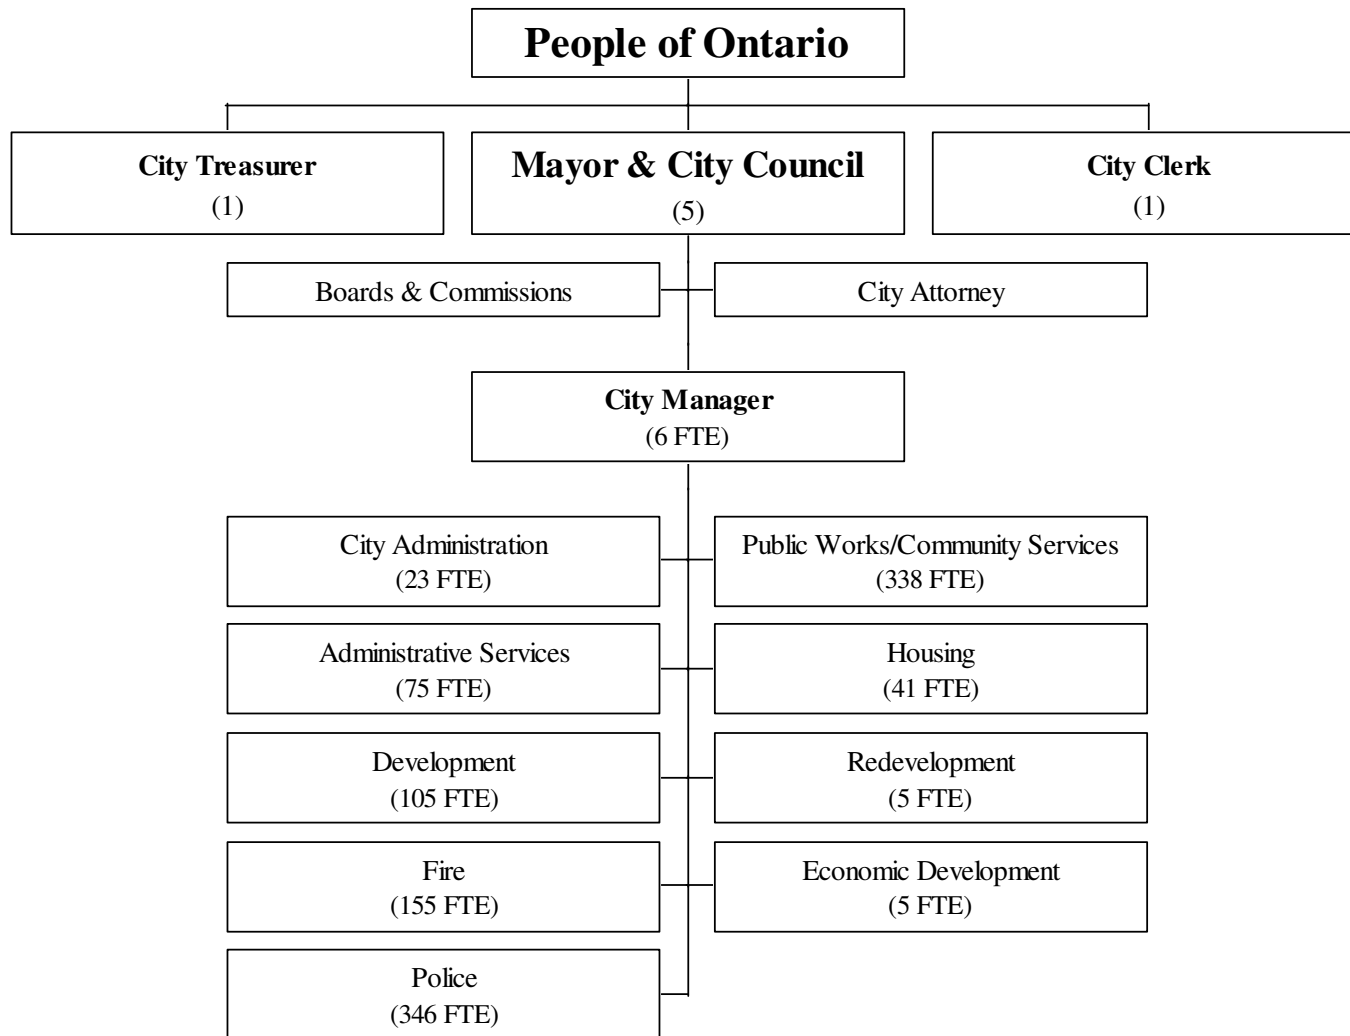 People of Ontario
City Treasurer
(1)
Mayor & City Council
(5)
City Clerk
(1)
Boards & Commissions
City Attorney
City Manager
(6 FTE)
City Administration
(23 FTE)
Public Works/Community Services
(338 FTE)
Administrative Services
(75 FTE)
Housing
(41 FTE)
Development
(105 FTE)
Redevelopment
(5 FTE)
Fire
(155 FTE)
Economic Development
(5 FTE)
Police
(346 FTE)